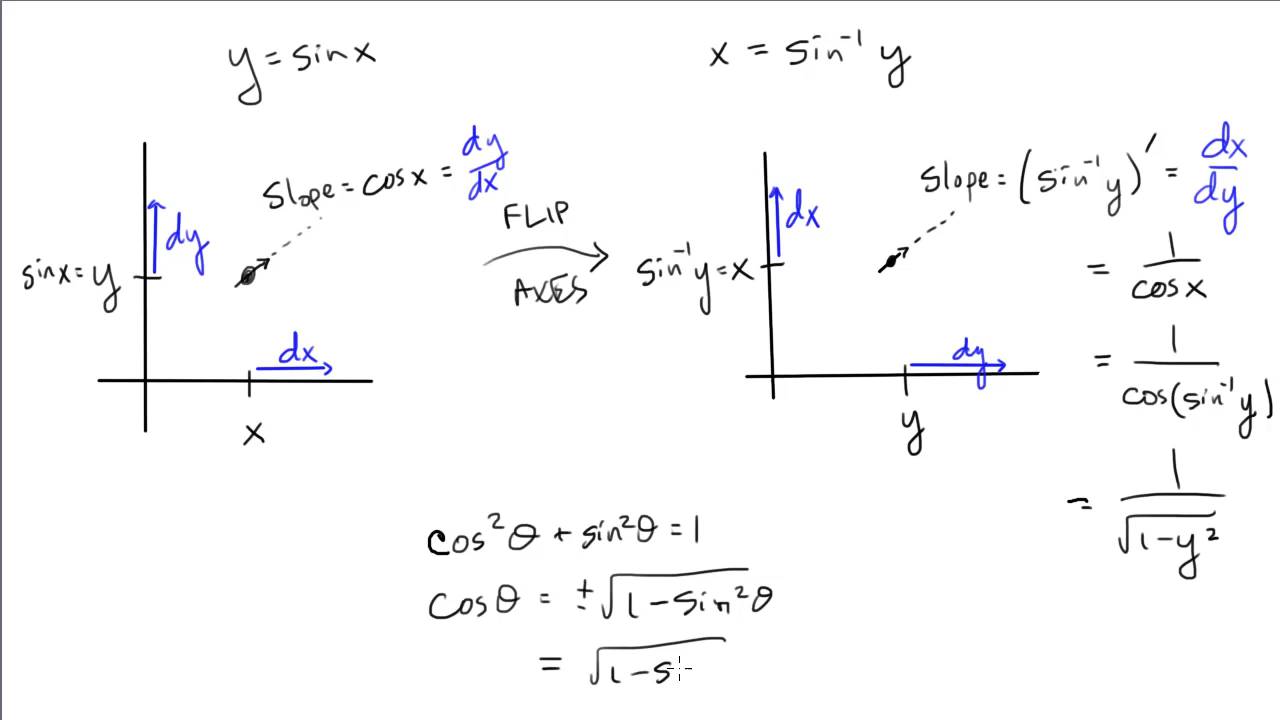 y = sin x
x = sin⁻¹ y
slope = cos x = dy/dx
dy
sin x = y
dx
x
FLIP
AXES
slope = (sin⁻¹ y)′ = dx/dy
dx
sin⁻¹ y = x
dy
y
= 1/cos x
= 1/cos(sin⁻¹ y)
= 1/√(1-y²)
cos²θ + sin²θ = 1
cosθ = ±√(1 - sin²θ)
= √(1 - s